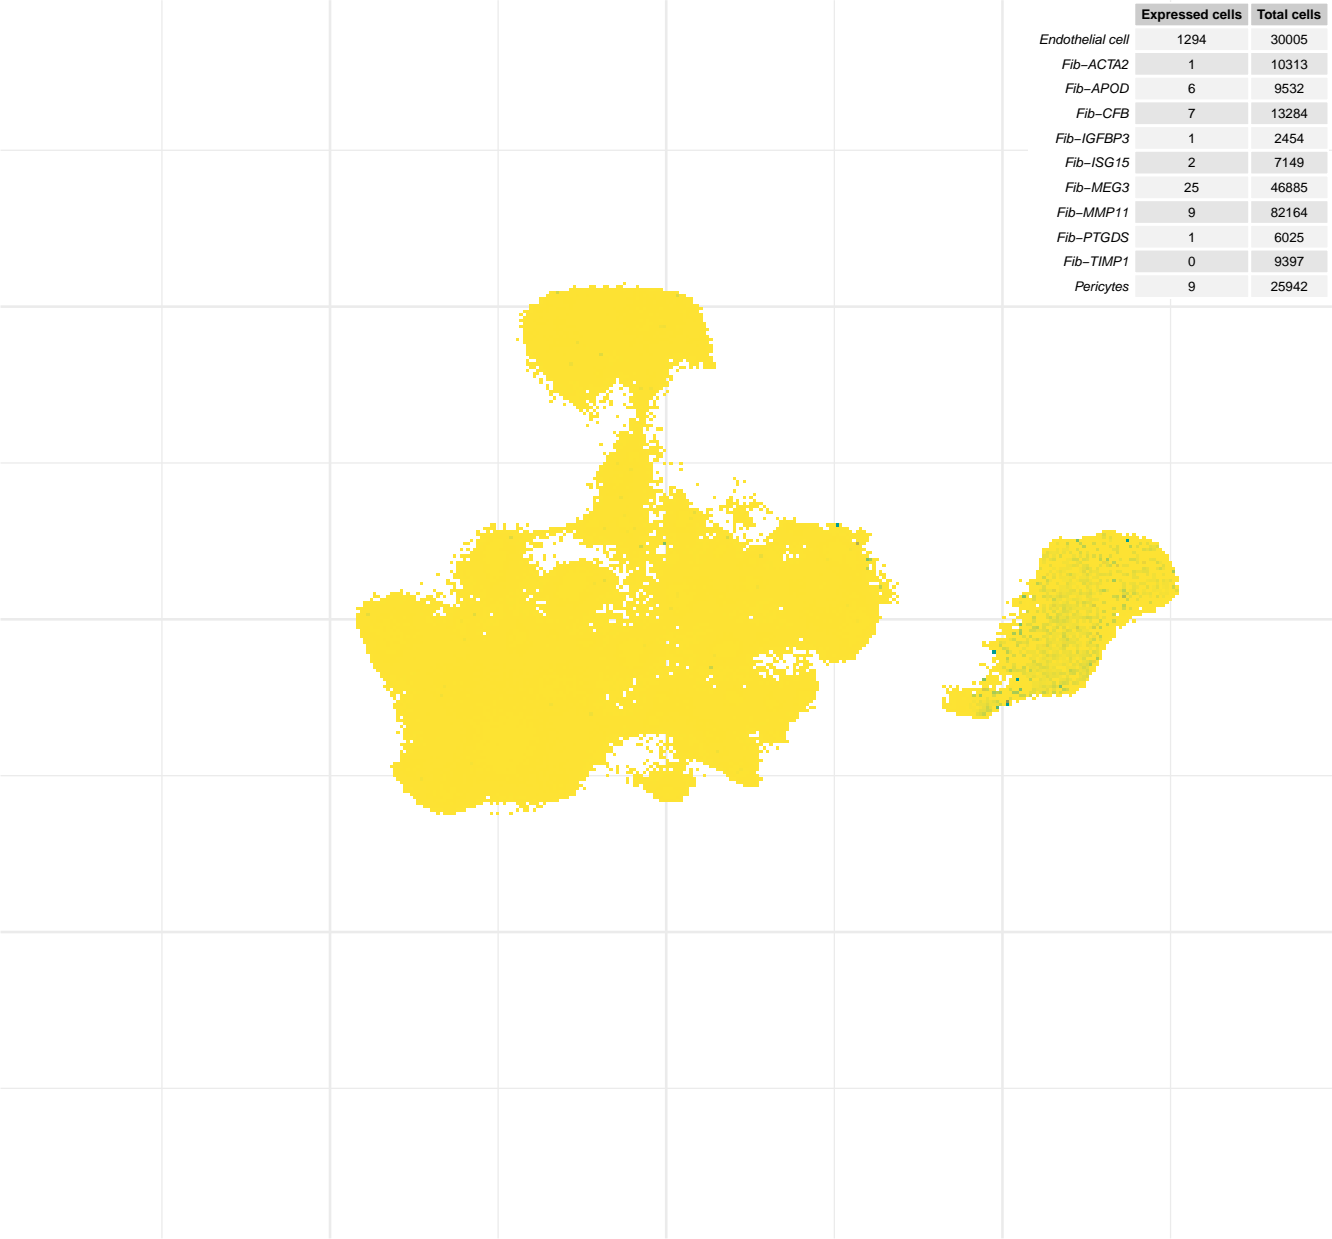 Expressed cells Total cells
Endothelial cell 1294 30005
Fib−ACTA2 1 10313
Fib−APOD 6 9532
Fib−CFB 7 13284
Fib−IGFBP3 1 2454
Fib−ISG15 2 7149
Fib−MEG3 25 46885
Fib−MMP11 9 82164
Fib−PTGDS 1 6025
Fib−TIMP1 0 9397
Pericytes 9 25942